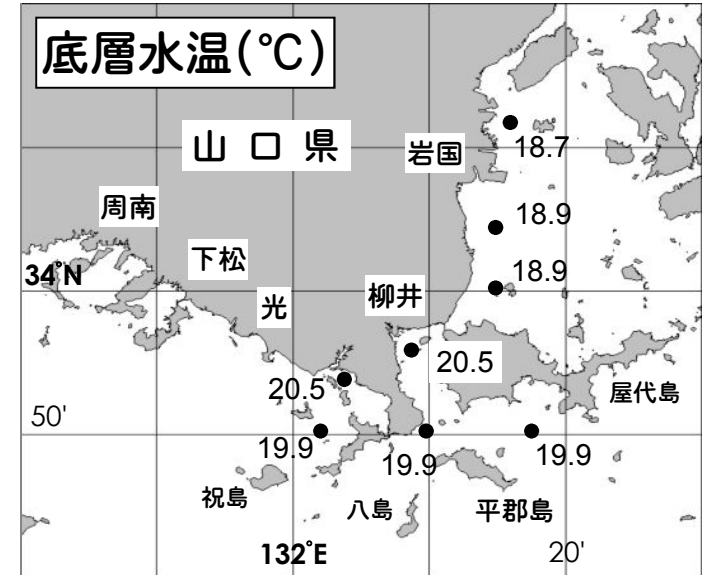 底層水温(℃)
山口県
岩国
18.7
周南
18.9
下松
18.9
34°N
光
柳井
20.5
20.5
屋代島
50'
19.9
19.9
19.9
祝島
八島
平郡島
132°E
20'